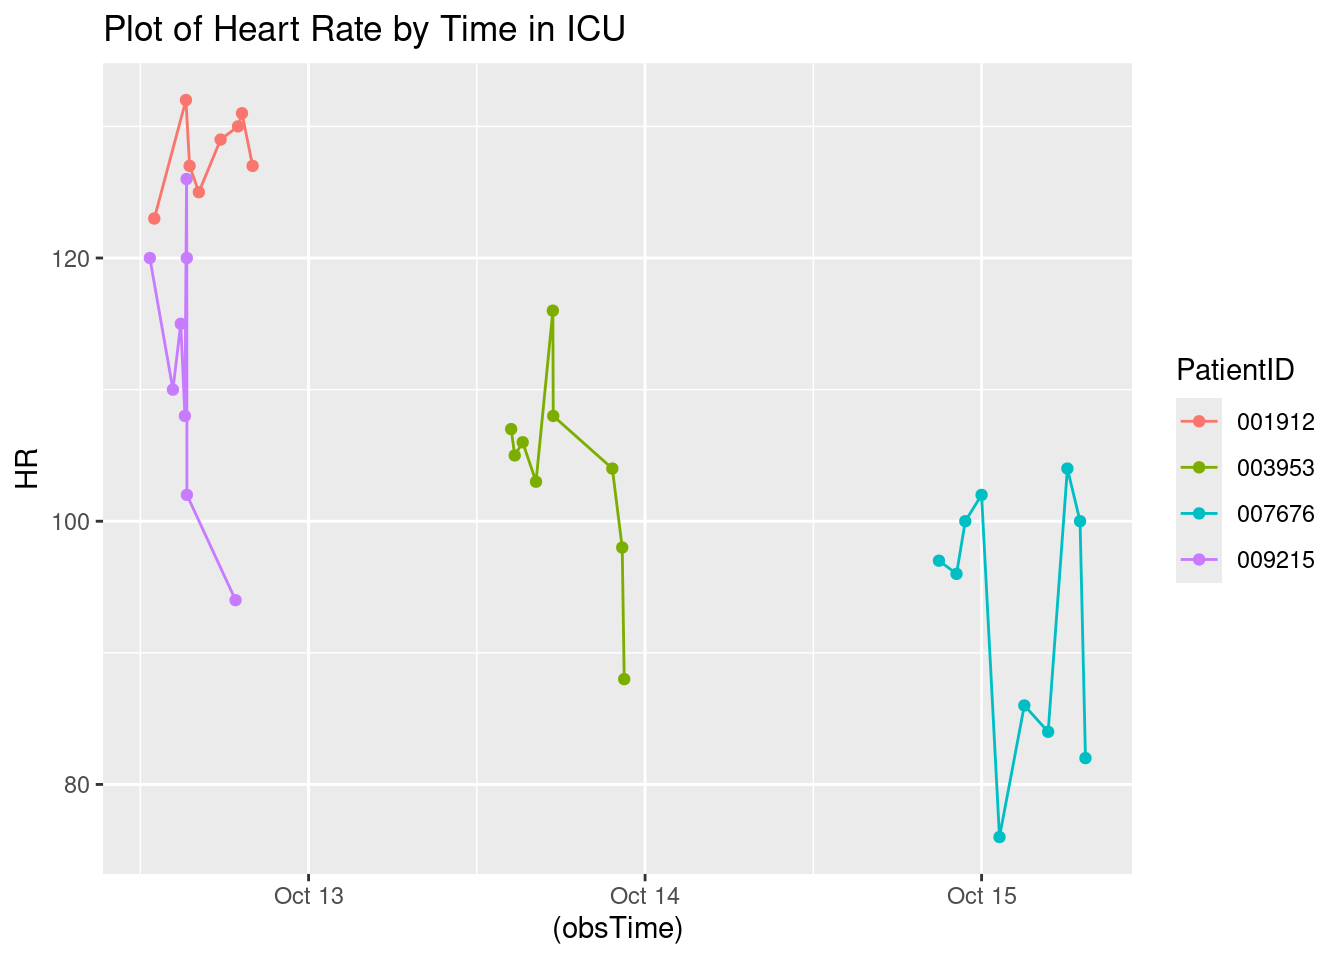 Plot of Heart Rate by Time in ICU
HR
120
100
80
Oct 13
Oct 14
Oct 15
(obsTime)
PatientID
001912
003953
007676
009215